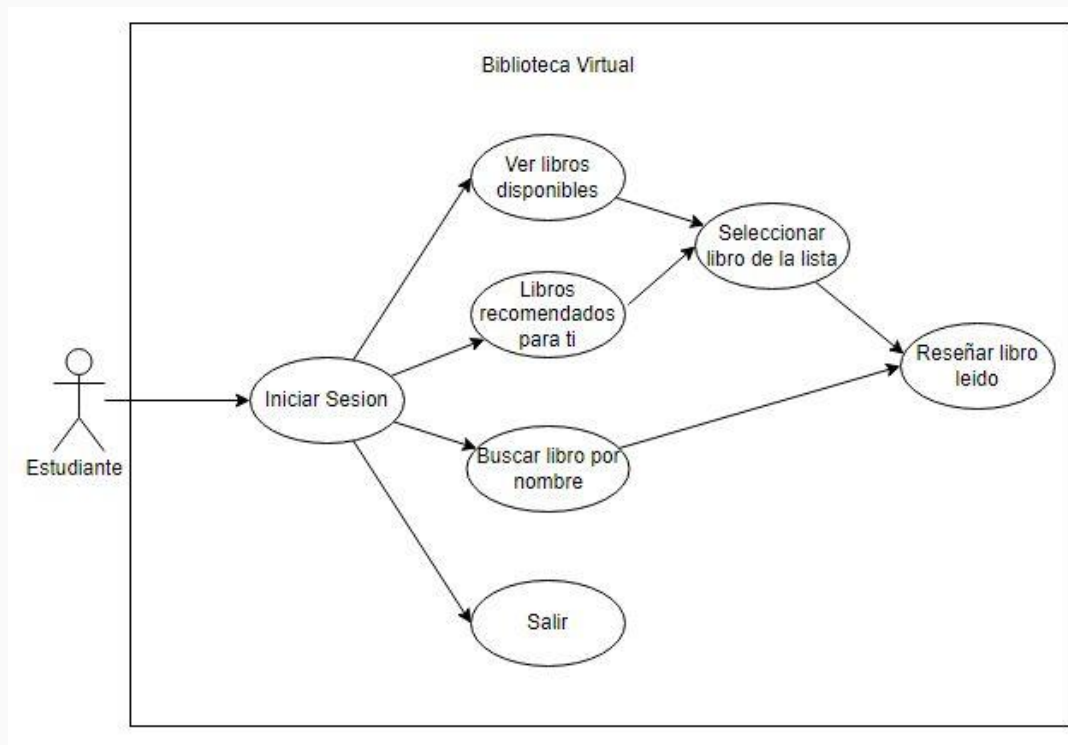 Biblioteca Virtual
Ver libros
disponibles
Seleccionar
libro de la lista
Libros
recomendados
para ti
Reseñar libro
leido
Iniciar Sesion
Estudiante
Buscar libro por
nombre
Salir